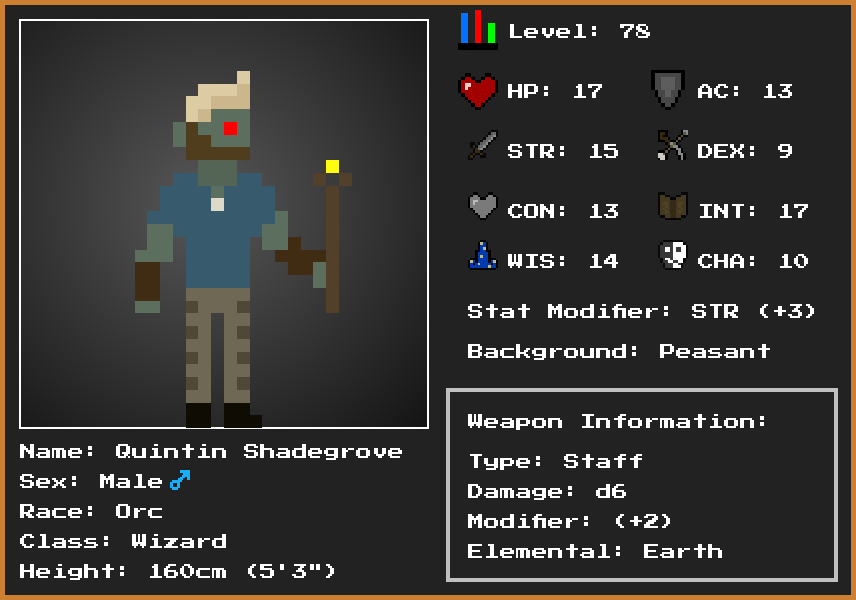 Level: 78
HP: 17
AC: 13
STR: 15
DEX: 9
CON: 13
INT: 17
WIS: 14
CHA: 10
Stat Modifier: STR (+3)
Background: Peasant
Weapon Information:
Type: Staff
Damage: d6
Modifier: (+2)
Elemental: Earth
Name: Quintin Shadegrove
Sex: Male ♂
Race: Orc
Class: Wizard
Height: 160cm (5'3")